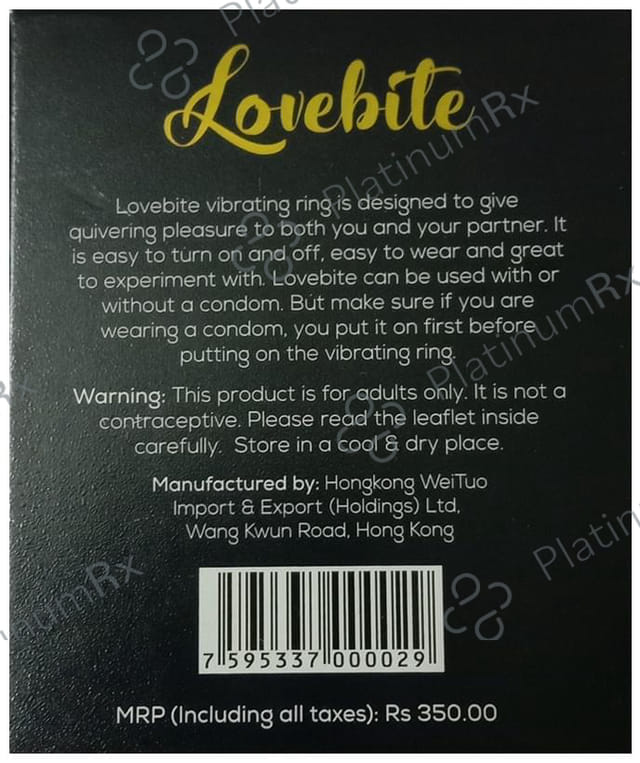 Lovebite
Lovebite vibrating ring is designed to give
quivering pleasure to both you and your partner. It
is easy to turn on and off, easy to wear and great
to experiment with. Lovebite can be used with or
without a condom. But make sure if you are
wearing a condom, you put it on first before
putting on the vibrating ring.
Warning: This product is for adults only. It is not a
contraceptive. Please read the leaflet inside
carefully. Store in a cool & dry place.
Manufactured by: Hongkong WeiTuo
Import & Export (Holdings) Ltd,
Wang Kwun Road, Hong Kong
7 595337 000029
MRP (Including all taxes): Rs 350.00
PlatinumRx
PlatinumRx
Platin
umRx